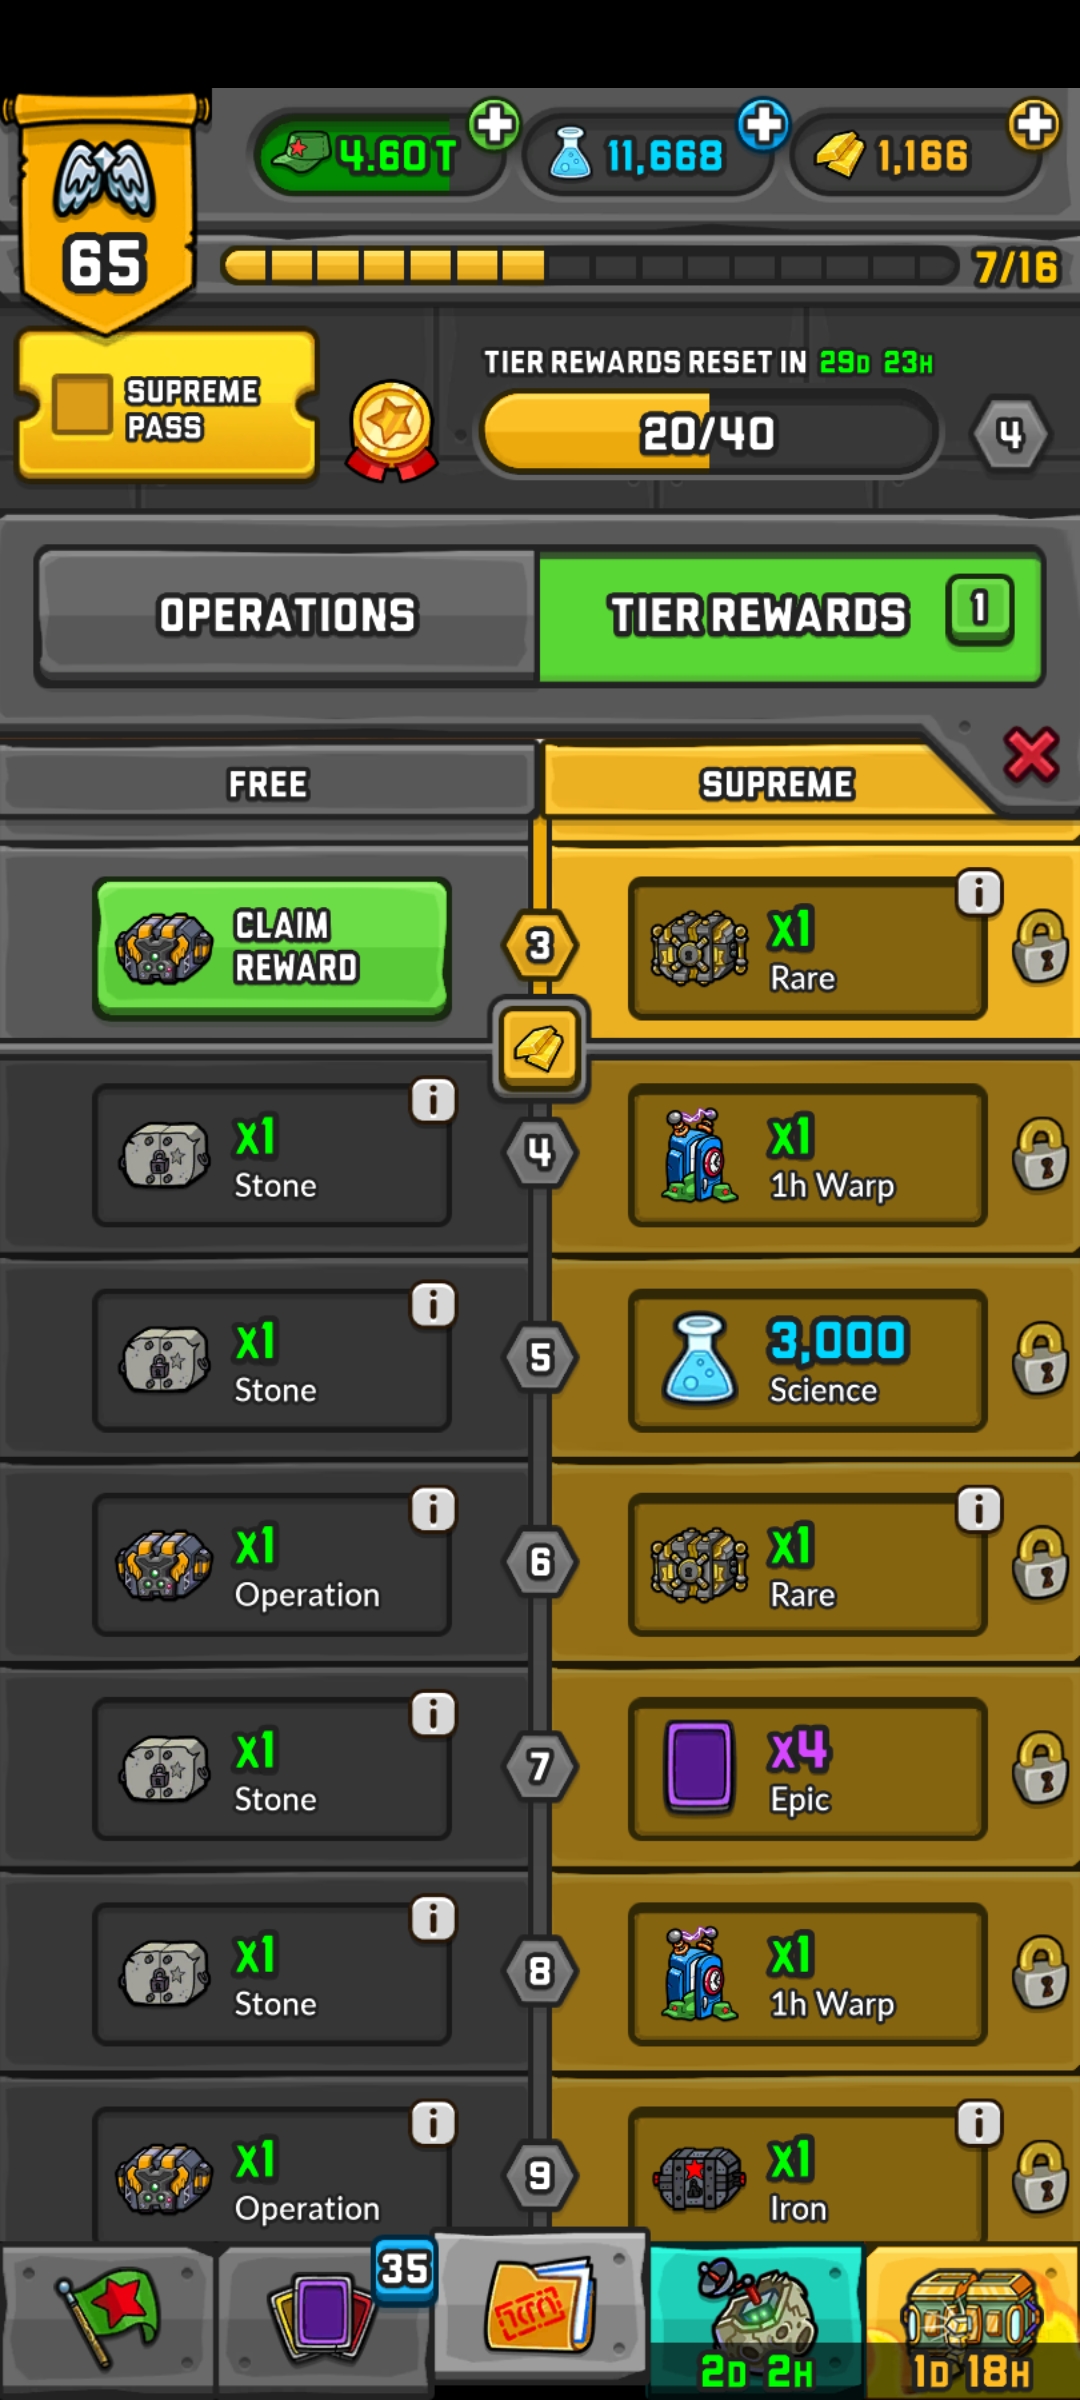 4.60T
11,668
1,166
65
7/16
SUPREME
PASS
TIER REWARDS RESET IN 29D 23H
20/40
4
OPERATIONS
TIER REWARDS
1
FREE
SUPREME
CLAIM
REWARD
3
x1
Rare
i
x1
Stone
i
4
x1
1h Warp
x1
Stone
i
5
3,000
Science
x1
Operation
i
6
x1
Rare
i
x1
Stone
i
7
x4
Epic
x1
Stone
i
8
x1
1h Warp
x1
Operation
i
9
x1
Iron
i
35
2D 2H
1D 18H